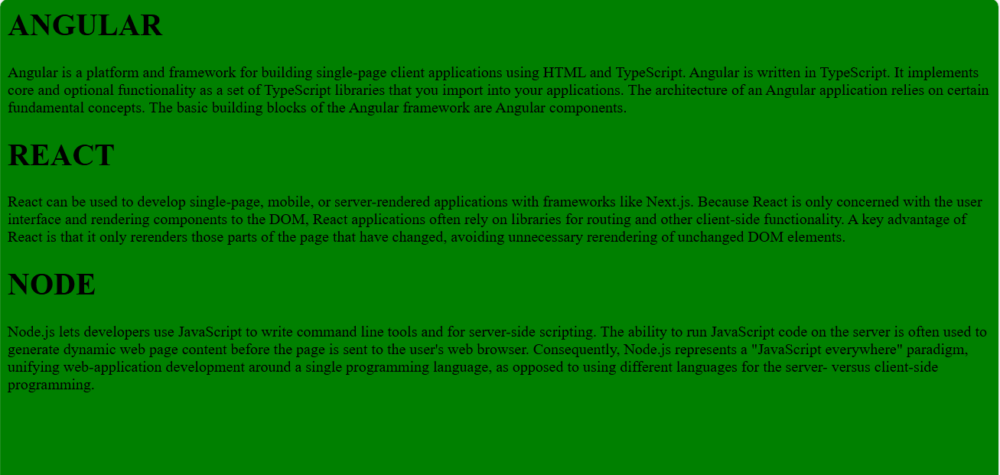 ANGULAR
Angular is a platform and framework for building single-page client applications using HTML and TypeScript. Angular is written in TypeScript. It implements
core and optional functionality as a set of TypeScript libraries that you import into your applications. The architecture of an Angular application relies on certain
fundamental concepts. The basic building blocks of the Angular framework are Angular components.
REACT
React can be used to develop single-page, mobile, or server-rendered applications with frameworks like Next.js. Because React is only concerned with the user
interface and rendering components to the DOM, React applications often rely on libraries for routing and other client-side functionality. A key advantage of
React is that it only rerenders those parts of the page that have changed, avoiding unnecessary rerendering of unchanged DOM elements.
NODE
Node.js lets developers use JavaScript to write command line tools and for server-side scripting. The ability to run JavaScript code on the server is often used to
generate dynamic web page content before the page is sent to the user's web browser. Consequently, Node.js represents a "JavaScript everywhere" paradigm,
unifying web-application development around a single programming language, as opposed to using different languages for the server- versus client-side
programming.